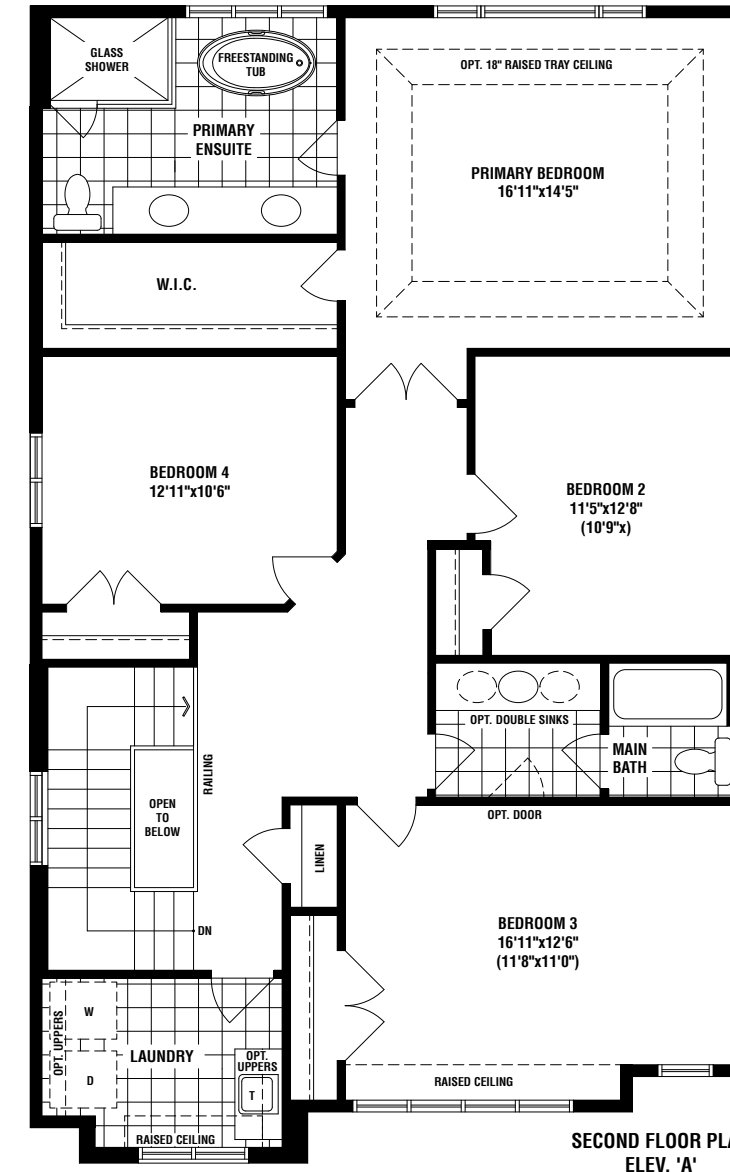 GLASS
SHOWER
FREESTANDING
TUB
OPT. 18" RAISED TRAY CEILING
PRIMARY
ENSUITE
PRIMARY BEDROOM
16'11"x14'5"
W.I.C.
BEDROOM 4
12'11"x10'6"
BEDROOM 2
11'5"x12'8"
(10'9"x)
OPT. DOUBLE SINKS
MAIN
BATH
RAILING
OPEN
TO
BELOW
OPT. DOOR
LINEN
DN
BEDROOM 3
16'11"x12'6"
(11'8"x11'0")
OPT. UPPERS
W
D
LAUNDRY
OPT.
UPPERS
T
RAISED CEILING
RAISED CEILING
SECOND FLOOR PLA
ELEV. 'A'